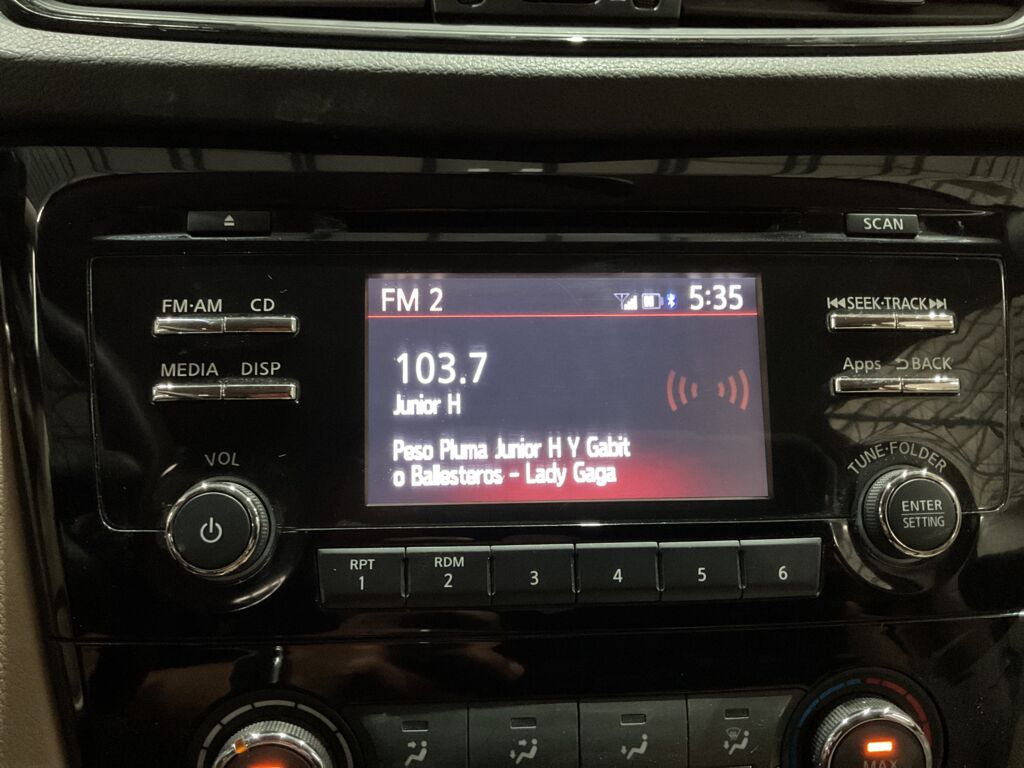 SCAN
FM·AM CD
FM 2 5:35
SEEK·TRACK
103.7
MEDIA DISP
Apps BACK
Junior H
Peso Pluma Junior H Y Gabit
o Ballesteros - Lady Gaga
VOL
TUNE·FOLDER
ENTER
SETTING
RPT RDM
1 2 3 4 5 6
MAX